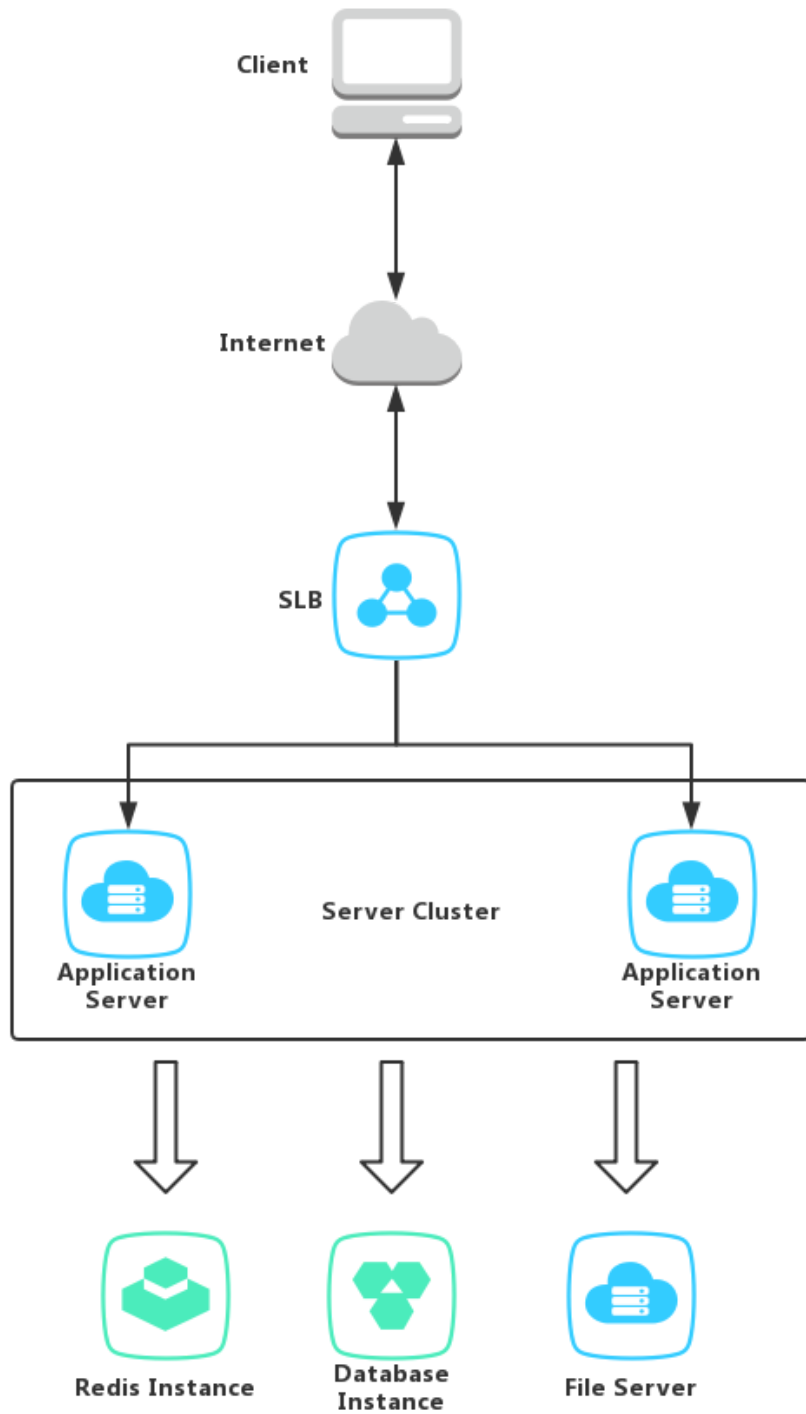 Client
Internet
SLB
Server Cluster
Application
Server
Application
Server
Redis Instance
Database
Instance
File Server